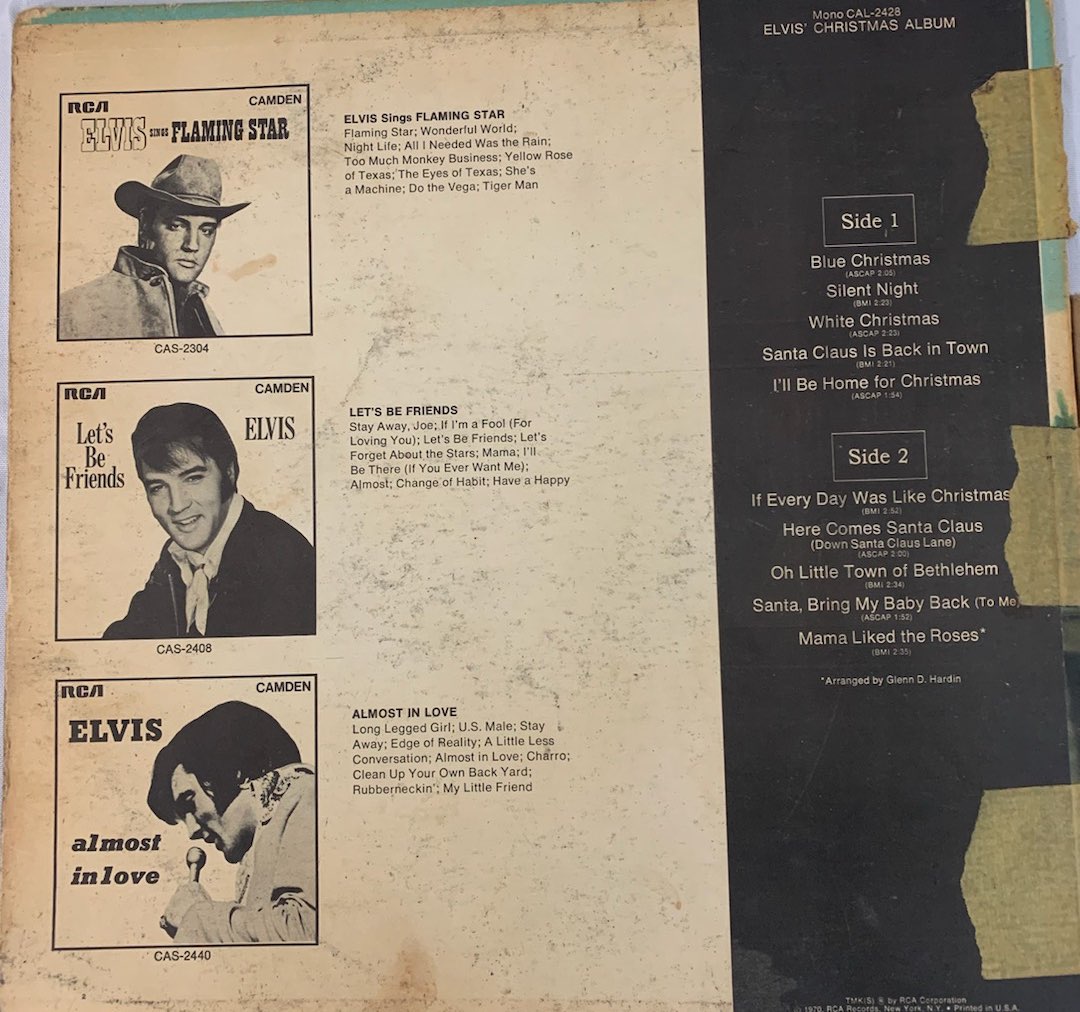 Mono CAL-2428
ELVIS' CHRISTMAS ALBUM
RCA CAMDEN
ELVIS SINGS FLAMING STAR
CAS-2304
ELVIS Sings FLAMING STAR
Flaming Star; Wonderful World;
Night Life; All I Needed Was the Rain;
Too Much Monkey Business; Yellow Rose
of Texas; The Eyes of Texas; She's
a Machine; Do the Vega; Tiger Man
RCA CAMDEN
Let's
Be
Friends
ELVIS
CAS-2408
LET'S BE FRIENDS
Stay Away, Joe; If I'm a Fool (For
Loving You); Let's Be Friends; Let's
Forget About the Stars; Mama; I'll
Be There (If You Ever Want Me);
Almost; Change of Habit; Have a Happy
RCA CAMDEN
ELVIS
almost
in love
CAS-2440
ALMOST IN LOVE
Long Legged Girl; U.S. Male; Stay
Away; Edge of Reality; A Little Less
Conversation; Almost in Love; Charro;
Clean Up Your Own Back Yard;
Rubberneckin'; My Little Friend
2
Side 1
Blue Christmas
(ASCAP 2:05)
Silent Night
(BMI 2:23)
White Christmas
(ASCAP 2:23)
Santa Claus Is Back in Town
(BMI 2:21)
I'll Be Home for Christmas
(ASCAP 1:54)
Side 2
If Every Day Was Like Christmas
(BMI 2:52)
Here Comes Santa Claus
(Down Santa Claus Lane)
(ASCAP 2:00)
Oh Little Town of Bethlehem
(BMI 2:34)
Santa, Bring My Baby Back (To Me)
(ASCAP 1:52)
Mama Liked the Roses*
(BMI 2:35)
*Arranged by Glenn D. Hardin
TMK(S) ® by RCA Corporation
1970, RCA Records, New York, N.Y. • Printed in U.S.A.